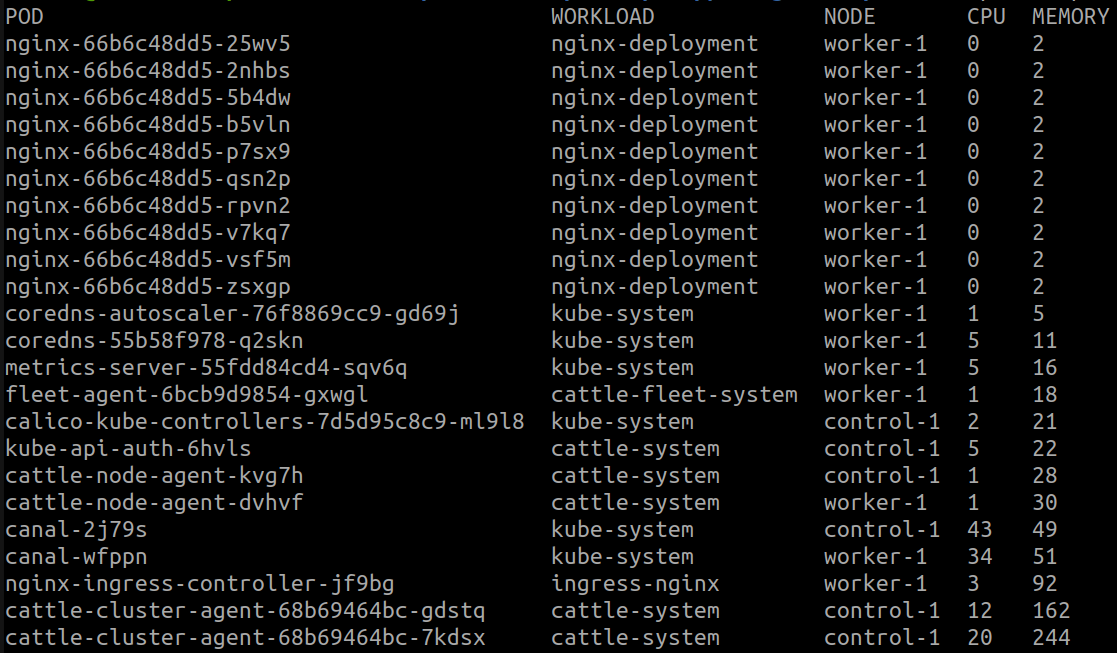 POD WORKLOAD NODE CPU MEMORY
nginx-66b6c48dd5-25wv5 nginx-deployment worker-1 0 2
nginx-66b6c48dd5-2nhbs nginx-deployment worker-1 0 2
nginx-66b6c48dd5-5b4dw nginx-deployment worker-1 0 2
nginx-66b6c48dd5-b5vln nginx-deployment worker-1 0 2
nginx-66b6c48dd5-p7sx9 nginx-deployment worker-1 0 2
nginx-66b6c48dd5-qsn2p nginx-deployment worker-1 0 2
nginx-66b6c48dd5-rpvn2 nginx-deployment worker-1 0 2
nginx-66b6c48dd5-v7kq7 nginx-deployment worker-1 0 2
nginx-66b6c48dd5-vsf5m nginx-deployment worker-1 0 2
nginx-66b6c48dd5-zsxgp nginx-deployment worker-1 0 2
coredns-autoscaler-76f8869cc9-gd69j kube-system worker-1 1 5
coredns-55b58f978-q2skn kube-system worker-1 5 11
metrics-server-55fdd84cd4-sqv6q kube-system worker-1 5 16
fleet-agent-6bcb9d9854-gxwgl cattle-fleet-system worker-1 1 18
calico-kube-controllers-7d5d95c8c9-ml9l8 kube-system control-1 2 21
kube-api-auth-6hvls cattle-system control-1 5 22
cattle-node-agent-kvg7h cattle-system control-1 1 28
cattle-node-agent-dvhvf cattle-system worker-1 1 30
canal-2j79s kube-system control-1 43 49
canal-wfppn kube-system worker-1 34 51
nginx-ingress-controller-jf9bg ingress-nginx worker-1 3 92
cattle-cluster-agent-68b69464bc-gdstq cattle-system control-1 12 162
cattle-cluster-agent-68b69464bc-7kdsx cattle-system control-1 20 244